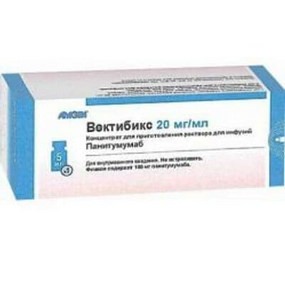 AMGEN
Вектибикс 20 мг/мл
Концентрат для приготовления раствора для инфузий
Панитумумаб
5
мл
Для внутривенного введения. Не встряхивать.
Флакон содержит 100 мг панитумумаба.